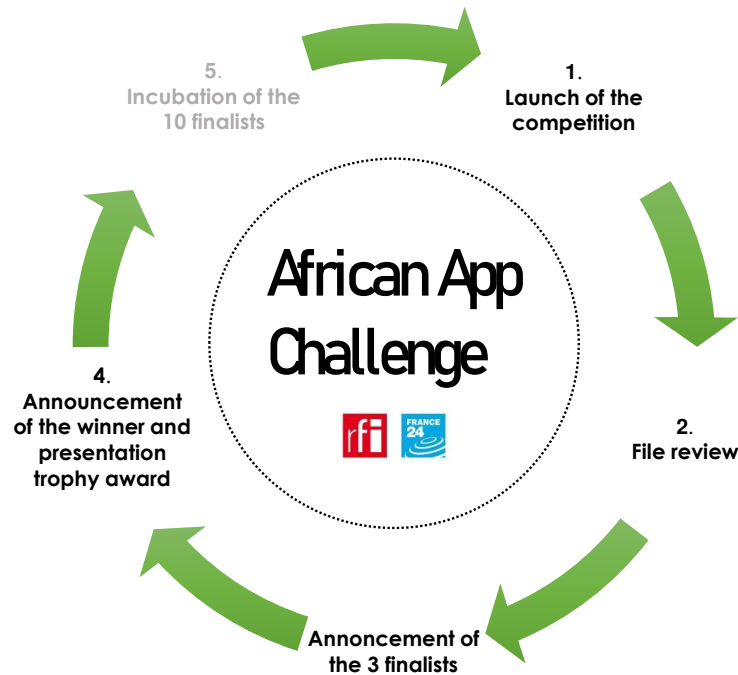 African App
Challenge
rfi
FRANCE
24
1.
Launch of the
competition
2.
File review
Annoncement of
the 3 finalists
4.
Announcement
of the winner and
presentation
trophy award
5.
Incubation of the
10 finalists